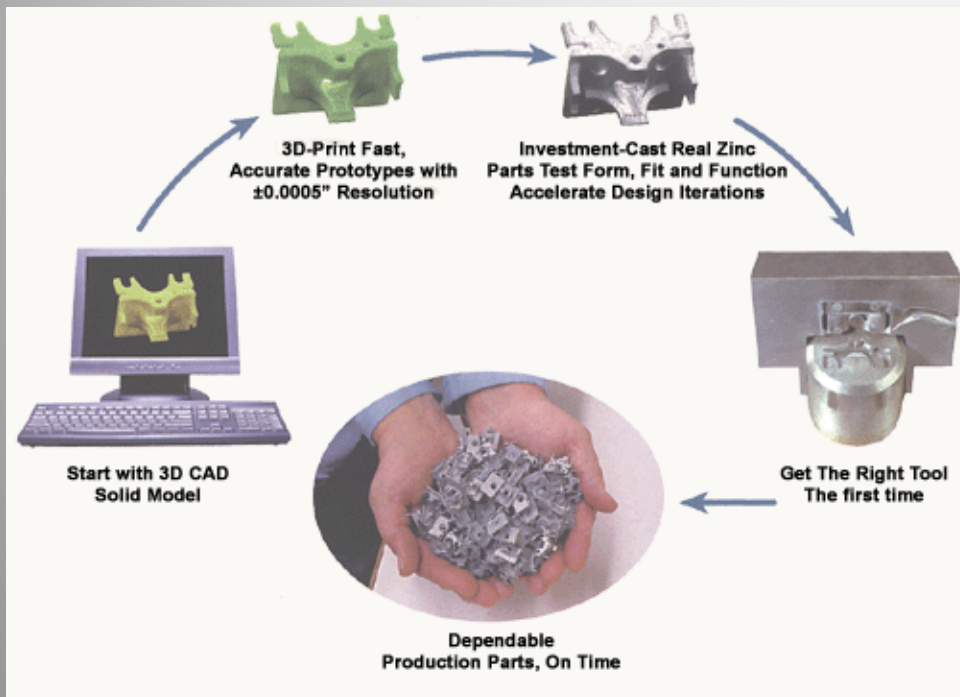 3D-Print Fast,
Accurate Prototypes with
±0.0005” Resolution
Investment-Cast Real Zinc
Parts Test Form, Fit and Function
Accelerate Design Iterations
Start with 3D CAD
Solid Model
Get The Right Tool
The first time
Dependable
Production Parts, On Time